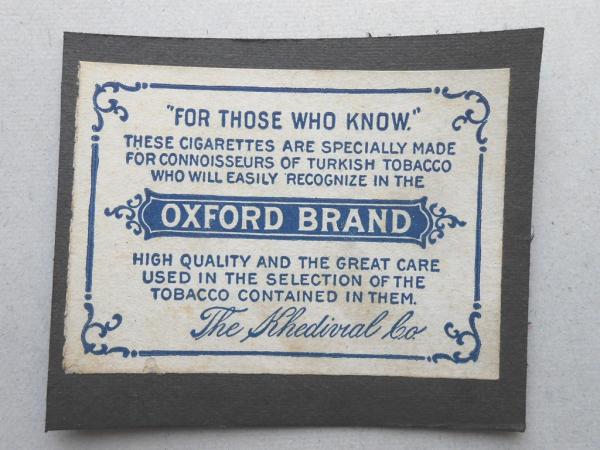 "FOR THOSE WHO KNOW."
THESE CIGARETTES ARE SPECIALLY MADE
FOR CONNOISSEURS OF TURKISH TOBACCO
WHO WILL EASILY RECOGNIZE IN THE
OXFORD BRAND
HIGH QUALITY AND THE GREAT CARE
USED IN THE SELECTION OF THE
TOBACCO CONTAINED IN THEM.
The Khedivial Co.